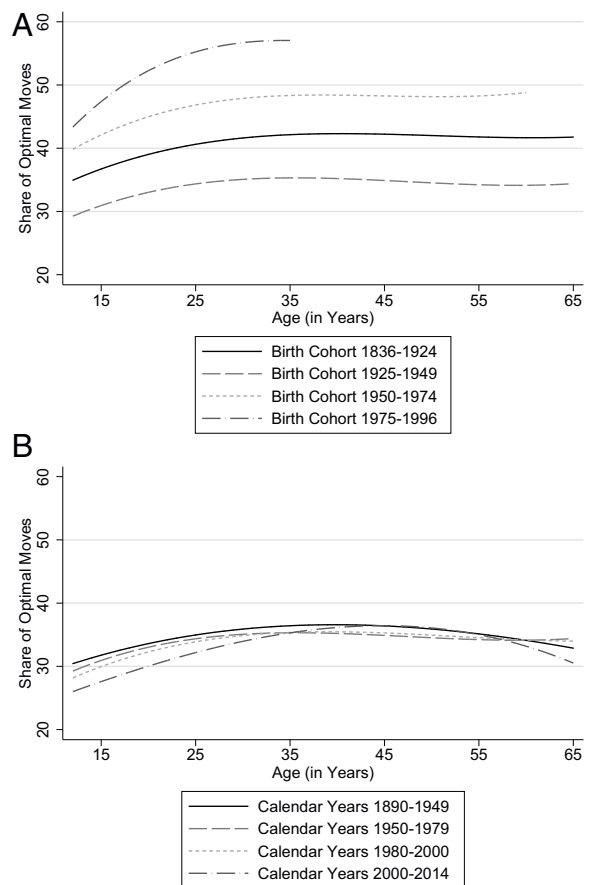 A
Share of Optimal Moves
60
50
40
30
20
15 25 35 45 55 65
Age (in Years)
Birth Cohort 1836-1924
Birth Cohort 1925-1949
Birth Cohort 1950-1974
Birth Cohort 1975-1996
B
Share of Optimal Moves
60
50
40
30
20
15 25 35 45 55 65
Age (in Years)
Calendar Years 1890-1949
Calendar Years 1950-1979
Calendar Years 1980-2000
Calendar Years 2000-2014